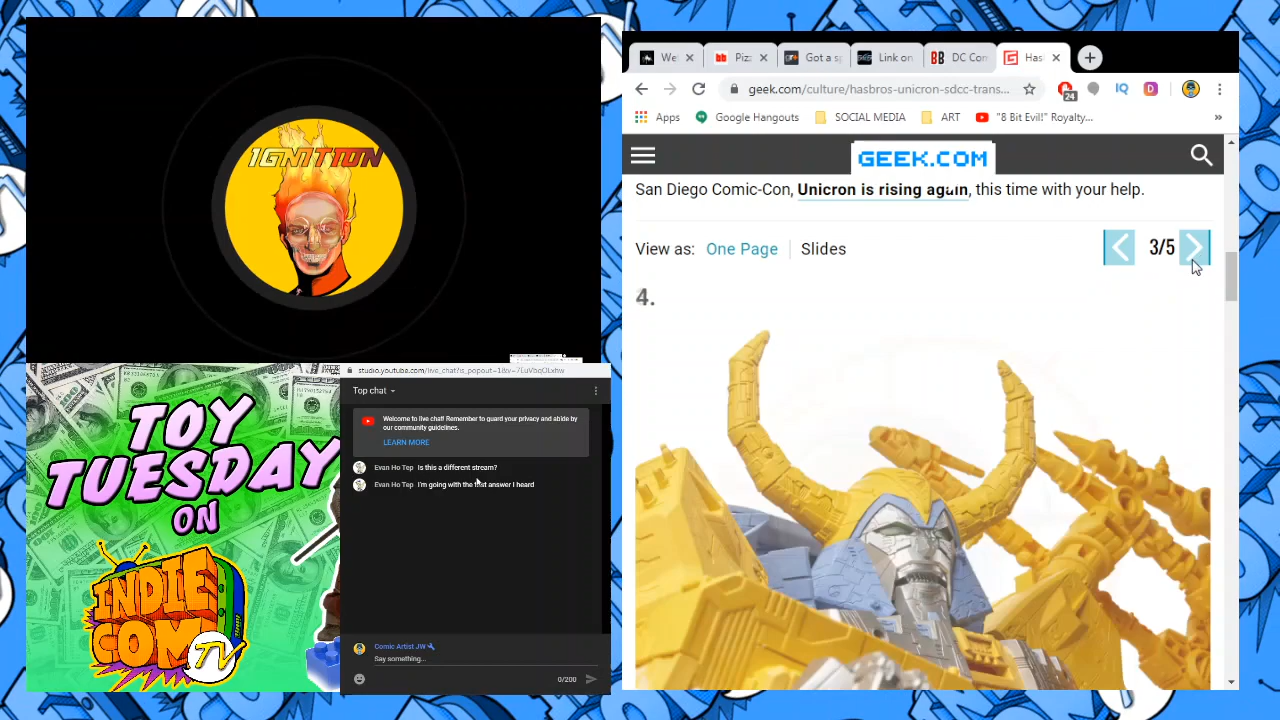 IGNITION
We
Piz
Got a s
Link on
DC Con
Has
geek.com/culture/hasbros-unicron-sdcc-trans...
24
Apps
Google Hangouts
SOCIAL MEDIA
ART
"8 Bit Evil!" Royalty...
»
GEEK.COM
San Diego Comic-Con, Unicron is rising again, this time with your help.
View as: One Page | Slides
3/5
4.
TOY
TUESDAY
ON
INDIE
COM
TV
Top chat
Welcome to live chat! Remember to guard your privacy and abide by
our community guidelines.
LEARN MORE
Evan Ho Tep Is this a different stream?
Evan Ho Tep I'm going with the first answer I heard
Comic Artist JW
Say something...
0/200